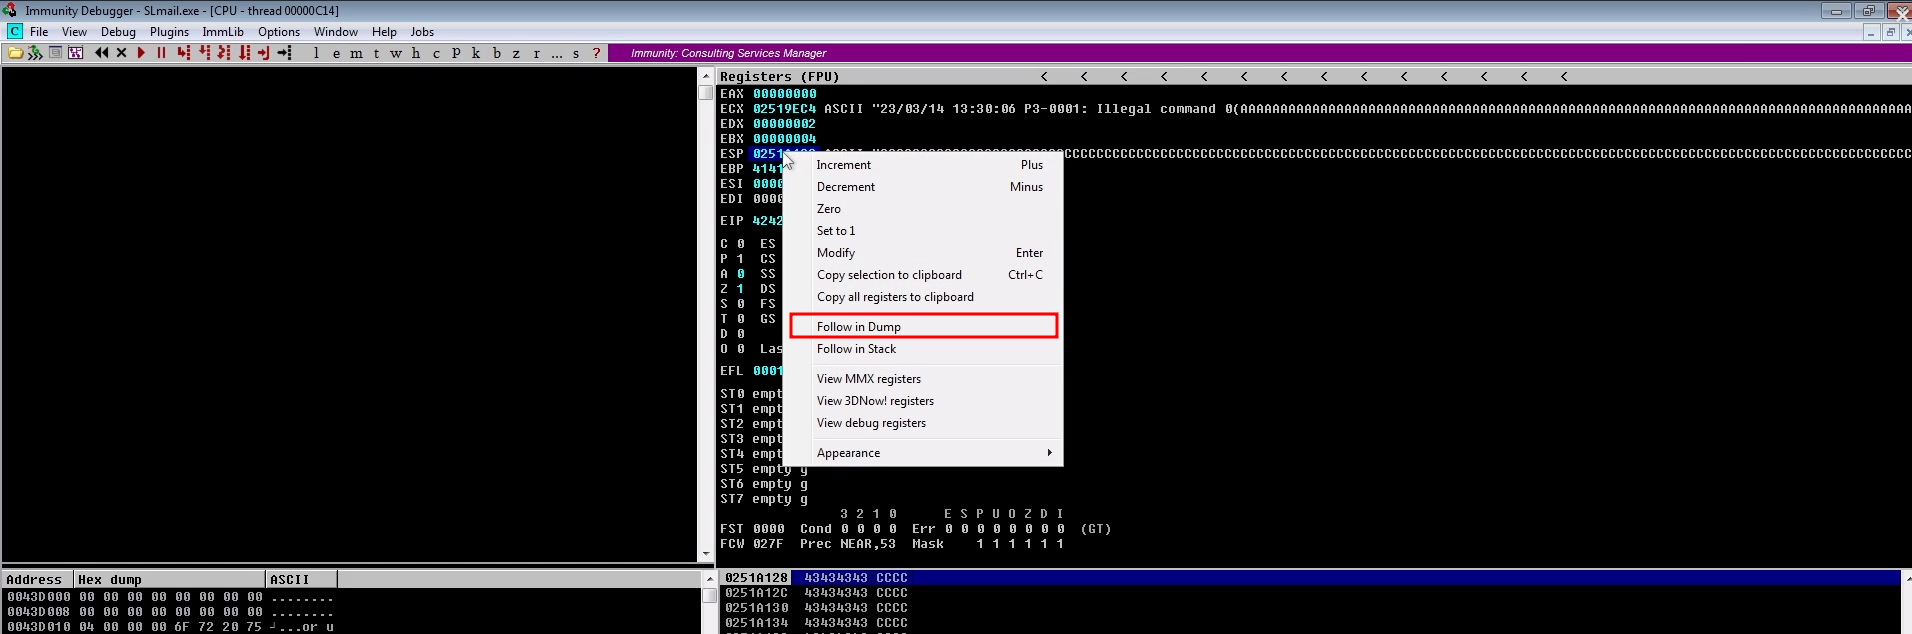 Immunity Debugger - SLmail.exe - [CPU - thread 00000C14]
C File View Debug Plugins ImmLib Options Window Help Jobs
l e m t w h c P k b z r ... s ? Immunity: Consulting Services Manager
Registers (FPU) < < < < < < < < < < < < < <
EAX 00000000
ECX 02519EC4 ASCII "23/03/14 13:30:06 P3-0001: Illegal command 0(AAAAAAAAAAAAAAAAAAAAAAAAAAAAAAAAAAAAAAAAAAAAAAAAAAAAAAAAAAAAAAAAAAAAAAAAAAAAAAAAAAA
EDX 00000002
EBX 00000004
ESP 0251
EBP 4141
ESI 0000
EDI 0000
EIP 4242
C 0 ES
P 1 CS
A 0 SS
Z 1 DS
S 0 FS
T 0 GS
D 0
O 0 Las
EFL 0001
ST0 empt
ST1 empt
ST2 empt
ST3 empt
ST4 empt
ST5 empty g
ST6 empty g
ST7 empty g
3 2 1 0 E S P U O Z D I
FST 0000 Cond 0 0 0 0 Err 0 0 0 0 0 0 0 0 (GT)
FCW 027F Prec NEAR,53 Mask 1 1 1 1 1 1
Increment Plus
Decrement Minus
Zero
Set to 1
Modify Enter
Copy selection to clipboard Ctrl+C
Copy all registers to clipboard
Follow in Dump
Follow in Stack
View MMX registers
View 3DNow! registers
View debug registers
Appearance
Address Hex dump ASCII
0043D000 00 00 00 00 00 00 00 00 ........
0043D008 00 00 00 00 00 00 00 00 ........
0043D010 04 00 00 00 6F 72 20 75 ┘...or u
0251A128 43434343 CCCC
0251A12C 43434343 CCCC
0251A130 43434343 CCCC
0251A134 43434343 CCCC